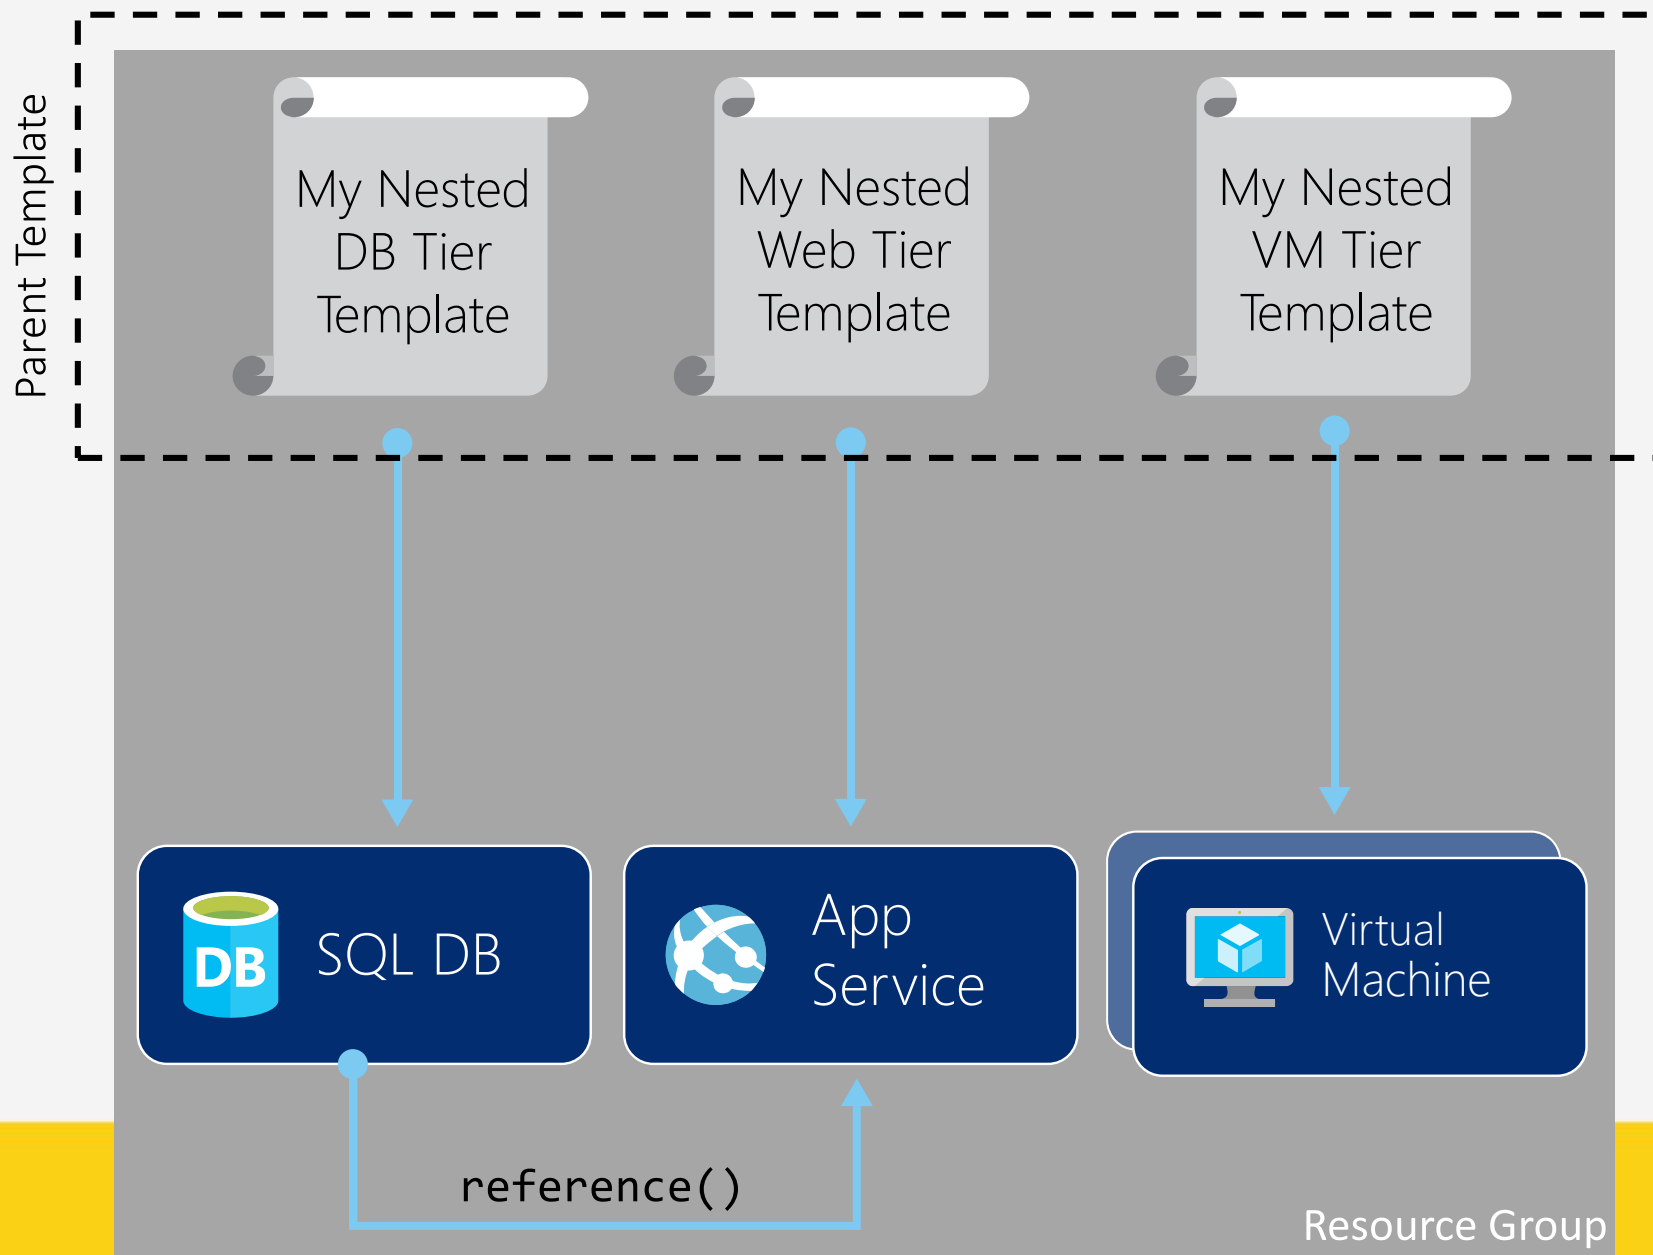 Parent Template
My Nested
DB Tier
Template
My Nested
Web Tier
Template
My Nested
VM Tier
Template
DB
SQL DB
App
Service
Virtual
Machine
reference()
Resource Group